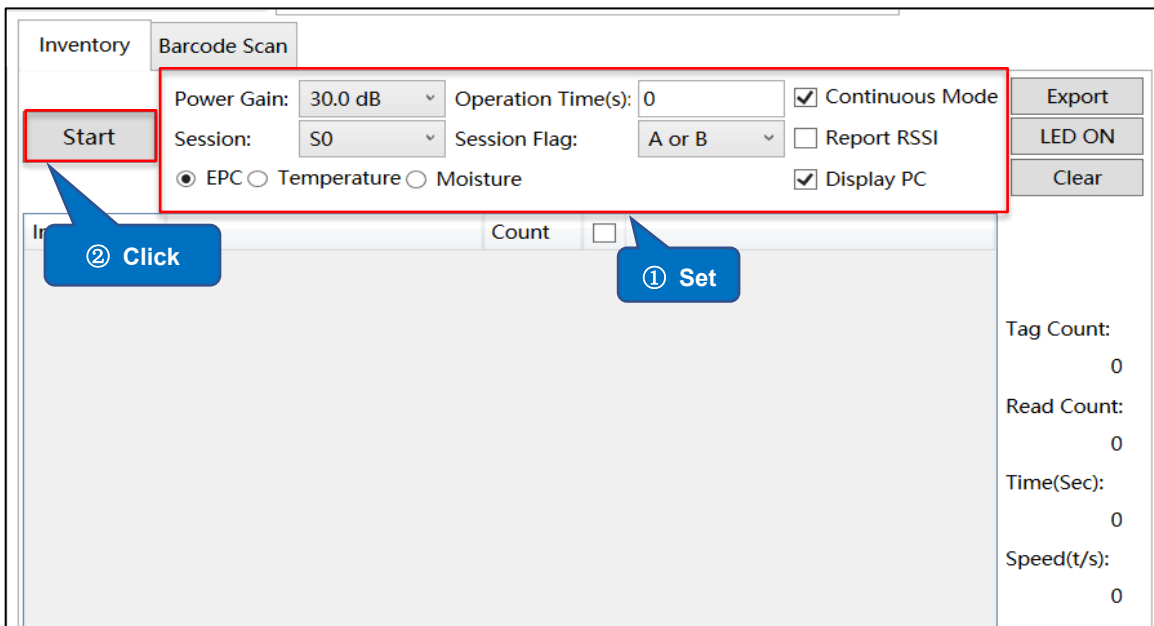 Inventory Barcode Scan
Power Gain: 30.0 dB Operation Time(s): 0 Continuous Mode Export
Start Session: S0 Session Flag: A or B Report RSSI LED ON
EPC Temperature Moisture Display PC Clear
Count
② Click
① Set
Tag Count:
0
Read Count:
0
Time(Sec):
0
Speed(t/s):
0